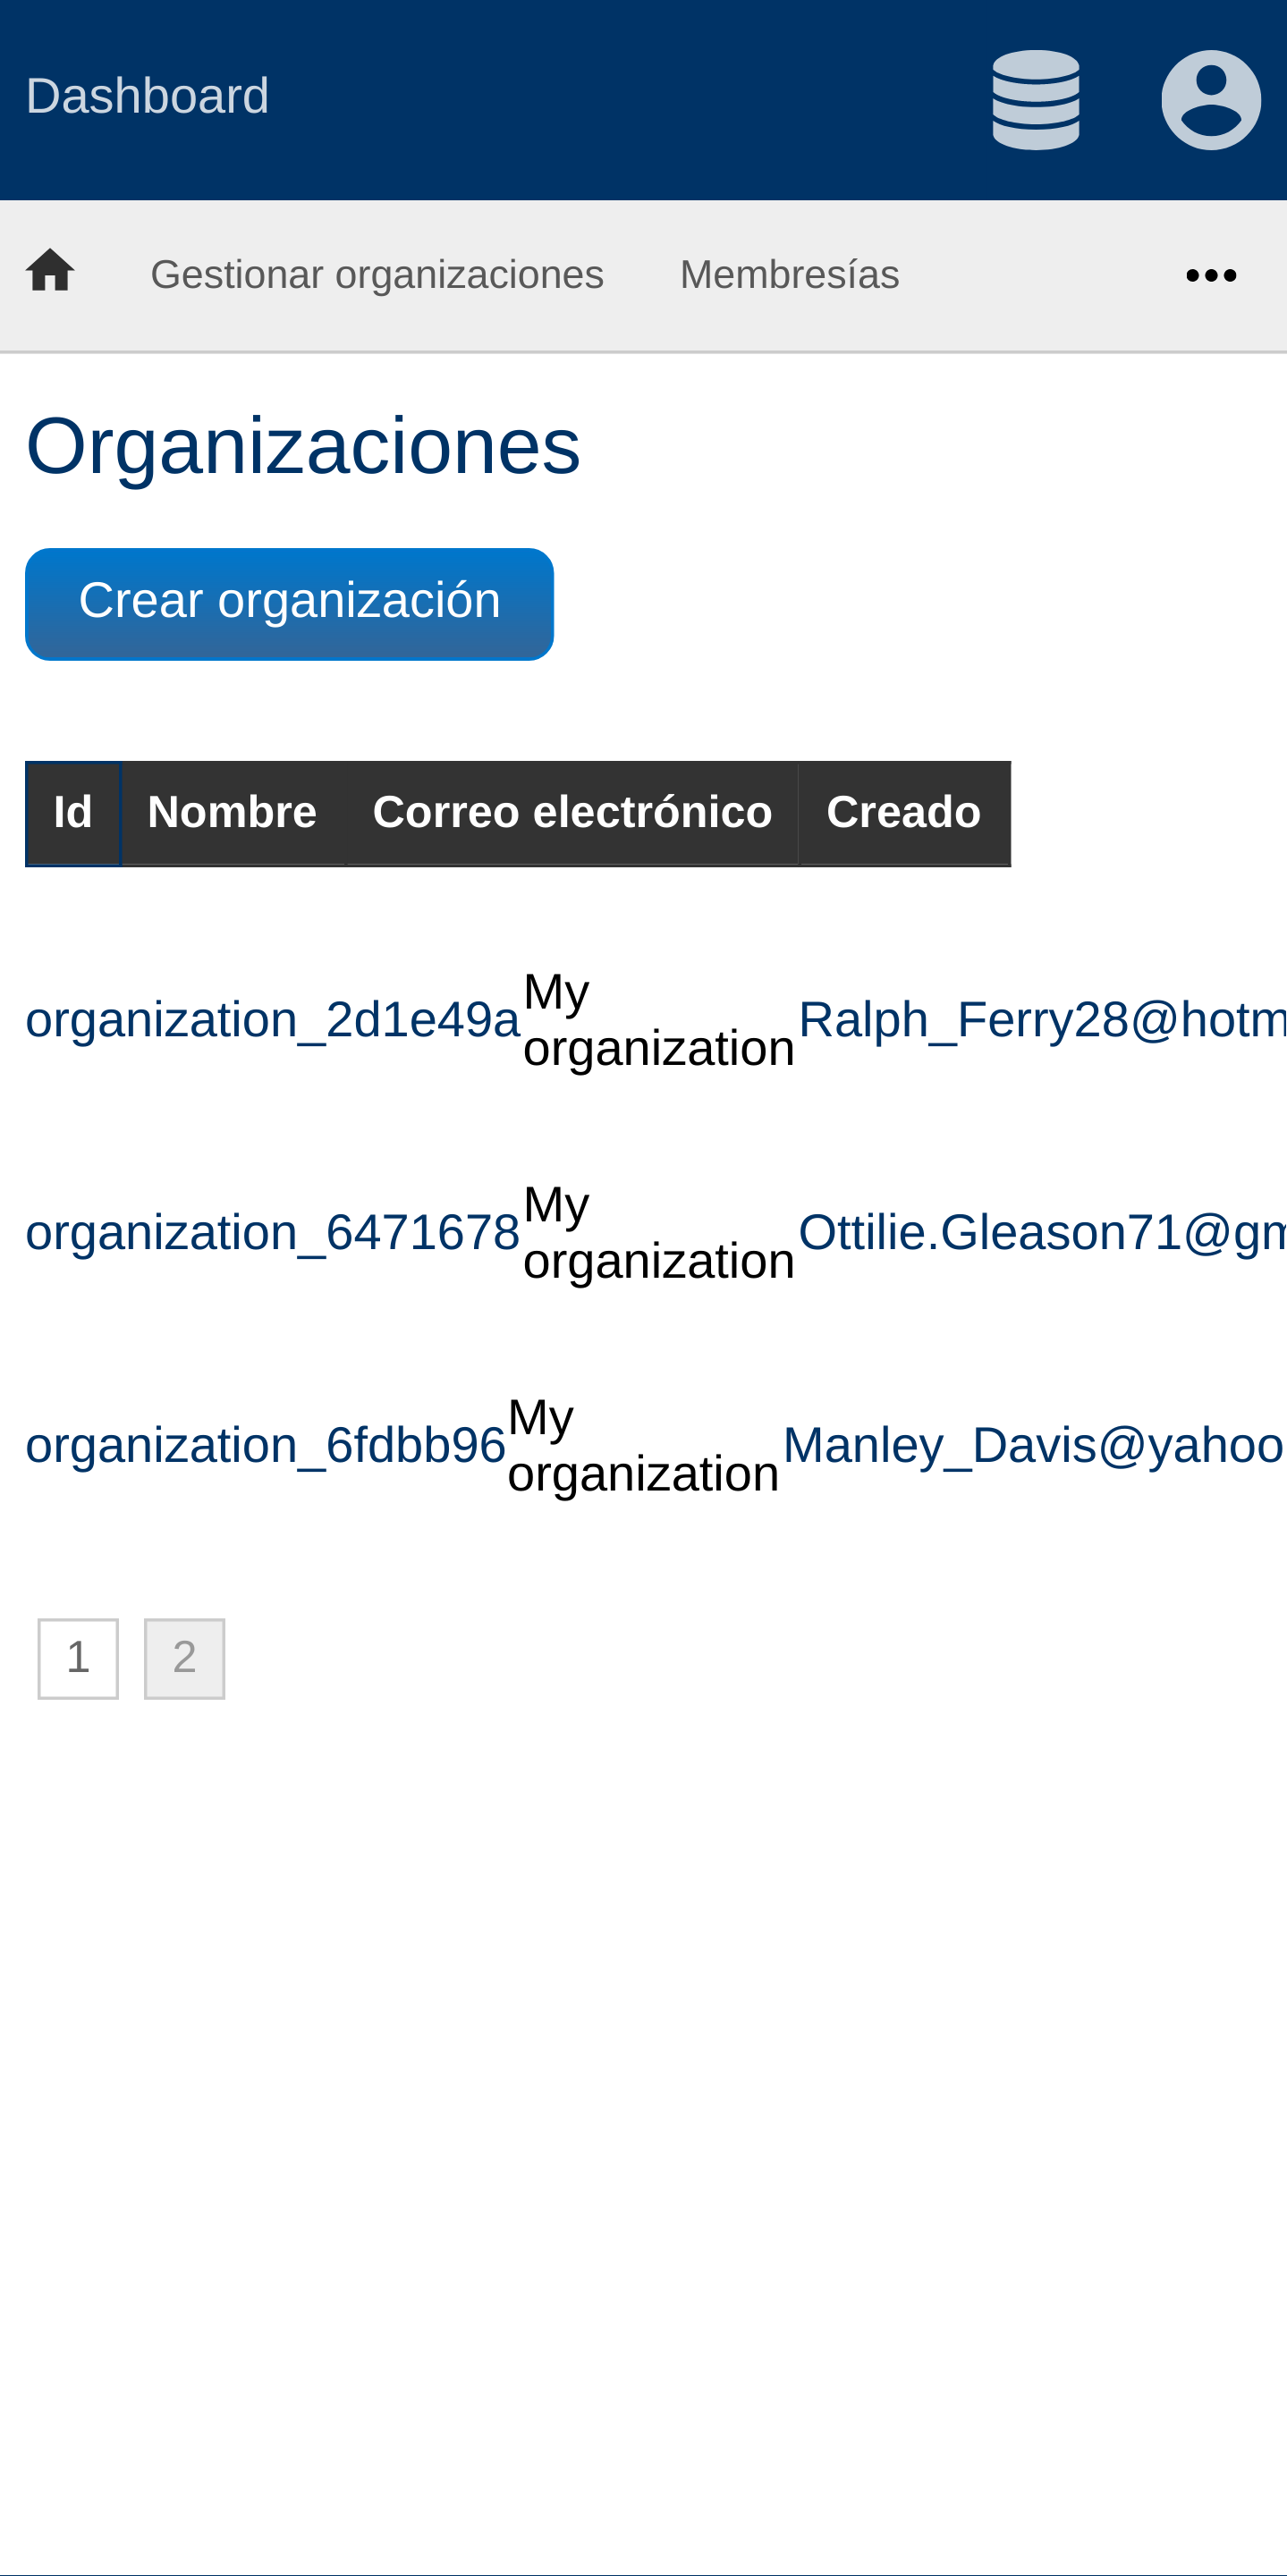 Dashboard
Gestionar organizaciones Membresías
Organizaciones
Crear organización
Id Nombre Correo electrónico Creado
organization_2d1e49a My organization Ralph_Ferry28@hotm
organization_6471678 My organization Ottilie.Gleason71@gm
organization_6fdbb96 My organization Manley_Davis@yahoo
1 2